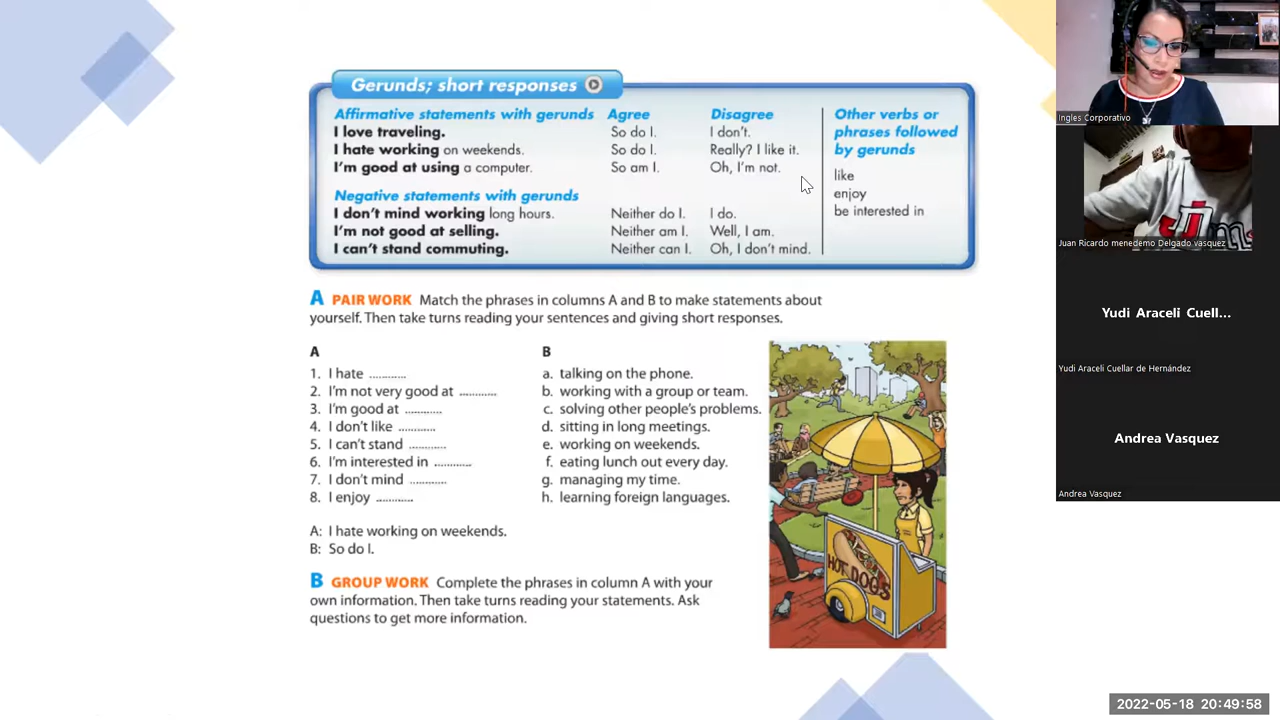 Gerunds; short responses
Affirmative statements with gerunds Agree Disagree
I love traveling. So do I. I don't.
I hate working on weekends. So do I. Really? I like it.
I'm good at using a computer. So am I. Oh, I'm not.
Negative statements with gerunds
I don't mind working long hours. Neither do I. I do.
I'm not good at selling. Neither am I. Well, I am.
I can't stand commuting. Neither can I. Oh, I don't mind.
Other verbs or
phrases followed
by gerunds
like
enjoy
be interested in
A PAIR WORK Match the phrases in columns A and B to make statements about
yourself. Then take turns reading your sentences and giving short responses.
A
1. I hate ............
2. I'm not very good at ............
3. I'm good at ............
4. I don't like ............
5. I can't stand ............
6. I'm interested in ............
7. I don't mind ............
8. I enjoy ............
B
a. talking on the phone.
b. working with a group or team.
c. solving other people's problems.
d. sitting in long meetings.
e. working on weekends.
f. eating lunch out every day.
g. managing my time.
h. learning foreign languages.
A: I hate working on weekends.
B: So do I.
B GROUP WORK Complete the phrases in column A with your
own information. Then take turns reading your statements. Ask
questions to get more information.
HOT DOGS
Ingles Corporativo
Juan Ricardo menedemo Delgado vasquez
Yudi Araceli Cuell...
Yudi Araceli Cuellar de Hernández
Andrea Vasquez
Andrea Vasquez
2022-05-18 20:49:58